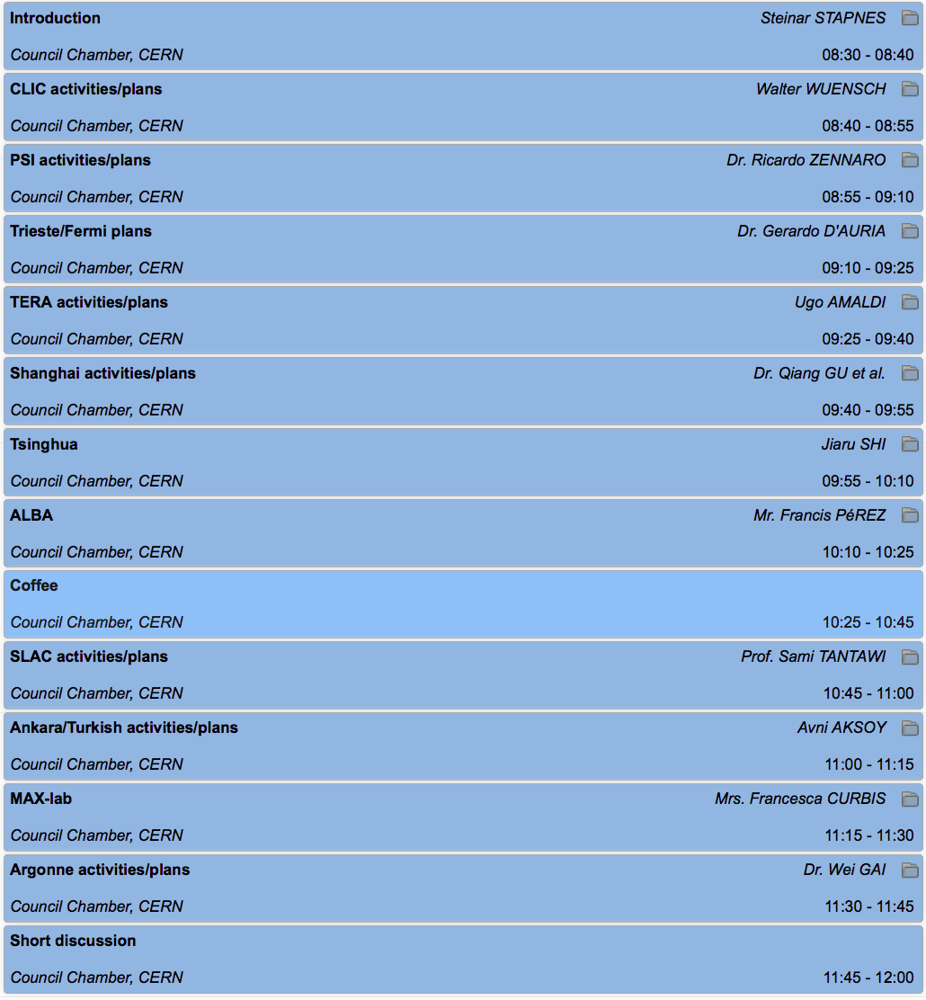 Introduction Steinar STAPNES
Council Chamber, CERN 08:30 - 08:40
CLIC activities/plans Walter WUENSCH
Council Chamber, CERN 08:40 - 08:55
PSI activities/plans Dr. Ricardo ZENNARO
Council Chamber, CERN 08:55 - 09:10
Trieste/Fermi plans Dr. Gerardo D'AURIA
Council Chamber, CERN 09:10 - 09:25
TERA activities/plans Ugo AMALDI
Council Chamber, CERN 09:25 - 09:40
Shanghai activities/plans Dr. Qiang GU et al.
Council Chamber, CERN 09:40 - 09:55
Tsinghua Jiaru SHI
Council Chamber, CERN 09:55 - 10:10
ALBA Mr. Francis PéREZ
Council Chamber, CERN 10:10 - 10:25
Coffee
Council Chamber, CERN 10:25 - 10:45
SLAC activities/plans Prof. Sami TANTAWI
Council Chamber, CERN 10:45 - 11:00
Ankara/Turkish activities/plans Avni AKSOY
Council Chamber, CERN 11:00 - 11:15
MAX-lab Mrs. Francesca CURBIS
Council Chamber, CERN 11:15 - 11:30
Argonne activities/plans Dr. Wei GAI
Council Chamber, CERN 11:30 - 11:45
Short discussion
Council Chamber, CERN 11:45 - 12:00